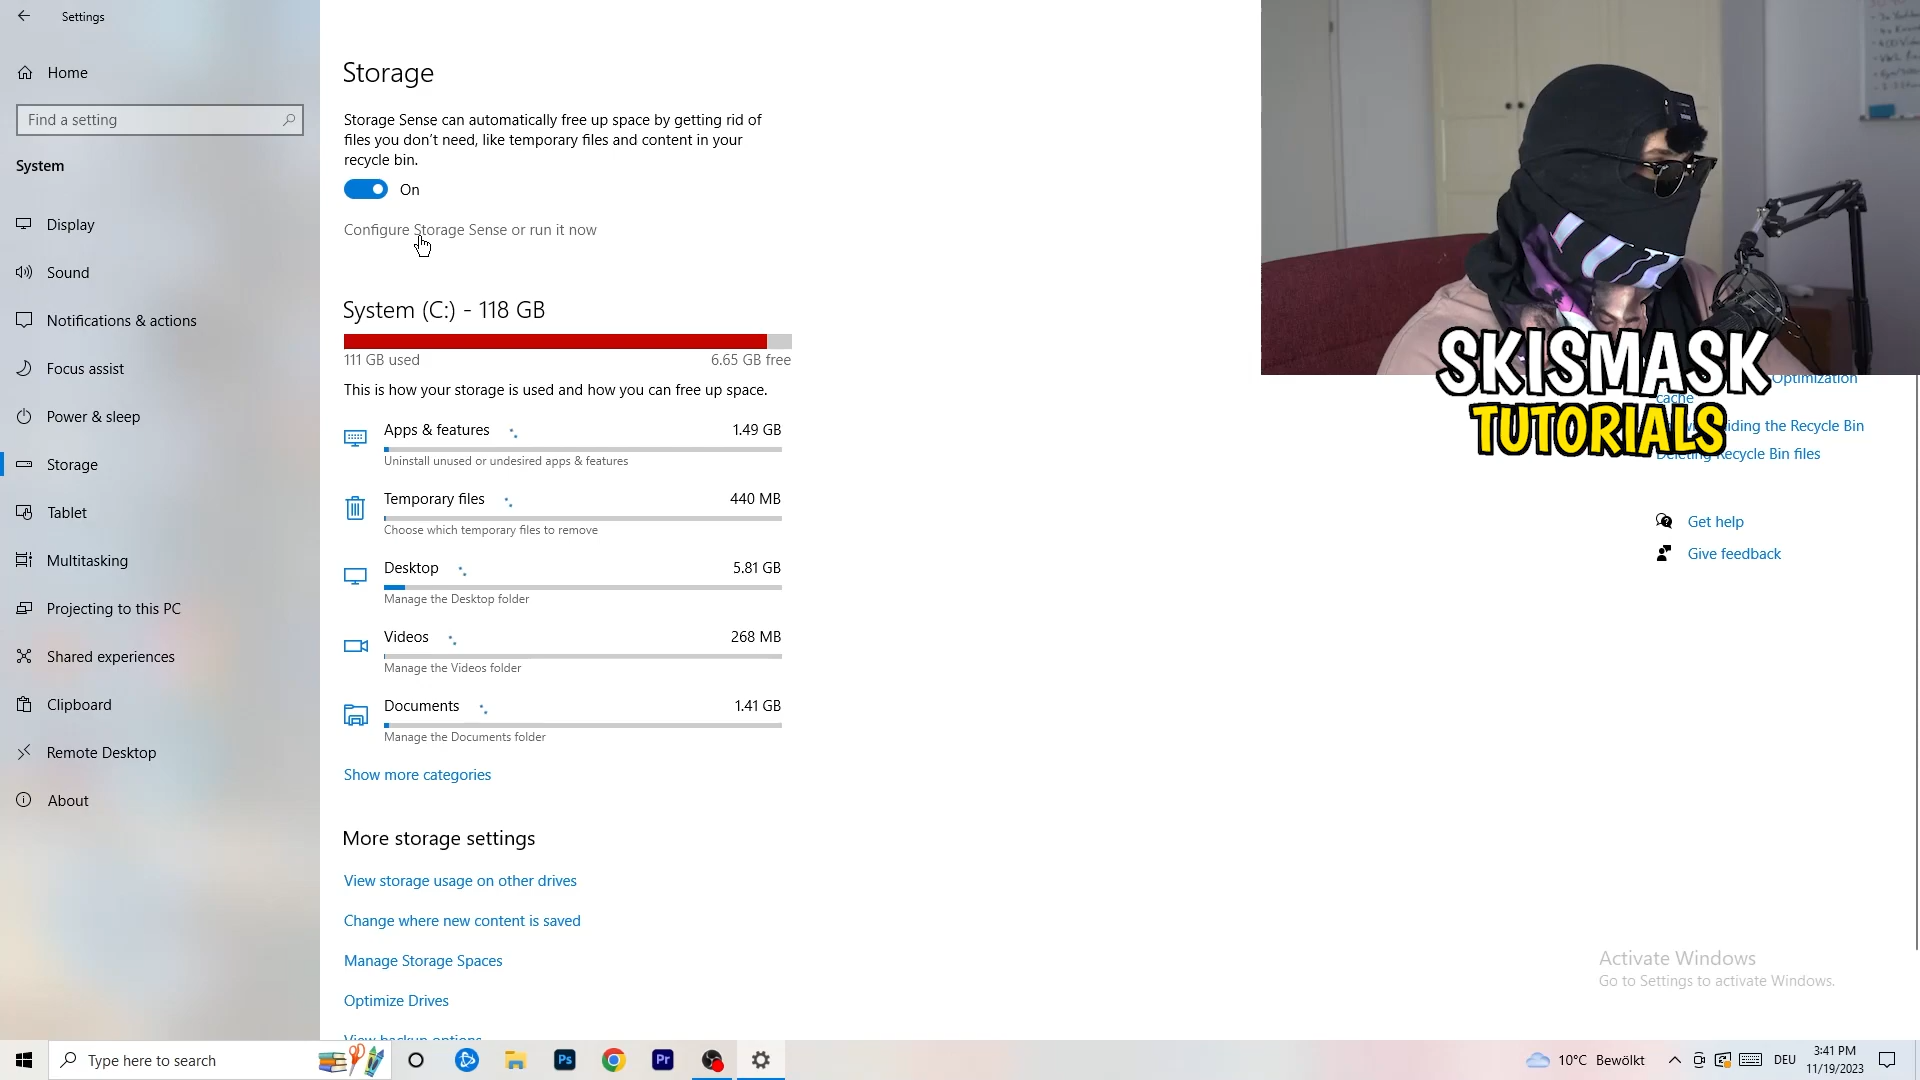 Settings
Home
Find a setting
System
Display
Sound
Notifications & actions
Focus assist
Power & sleep
Storage
Tablet
Multitasking
Projecting to this PC
Shared experiences
Clipboard
Remote Desktop
About
Storage
Storage Sense can automatically free up space by getting rid of
files you don't need, like temporary files and content in your
recycle bin.
On
Configure Storage Sense or run it now
System (C:) - 118 GB
111 GB used
6.65 GB free
This is how your storage is used and how you can free up space.
Apps & features
1.49 GB
Uninstall unused or undesired apps & features
Temporary files
440 MB
Choose which temporary files to remove
Desktop
5.81 GB
Manage the Desktop folder
Videos
268 MB
Manage the Videos folder
Documents
1.41 GB
Manage the Documents folder
Show more categories
More storage settings
View storage usage on other drives
Change where new content is saved
Manage Storage Spaces
Optimize Drives
View backup options
SKISMASK
TUTORIALS
Optimization
cache
the Recycle Bin
Recycle Bin files
Get help
Give feedback
Activate Windows
Go to Settings to activate Windows.
Type here to search
Ps
Pr
10°C Bewölkt
DEU
3:41 PM
11/19/2023